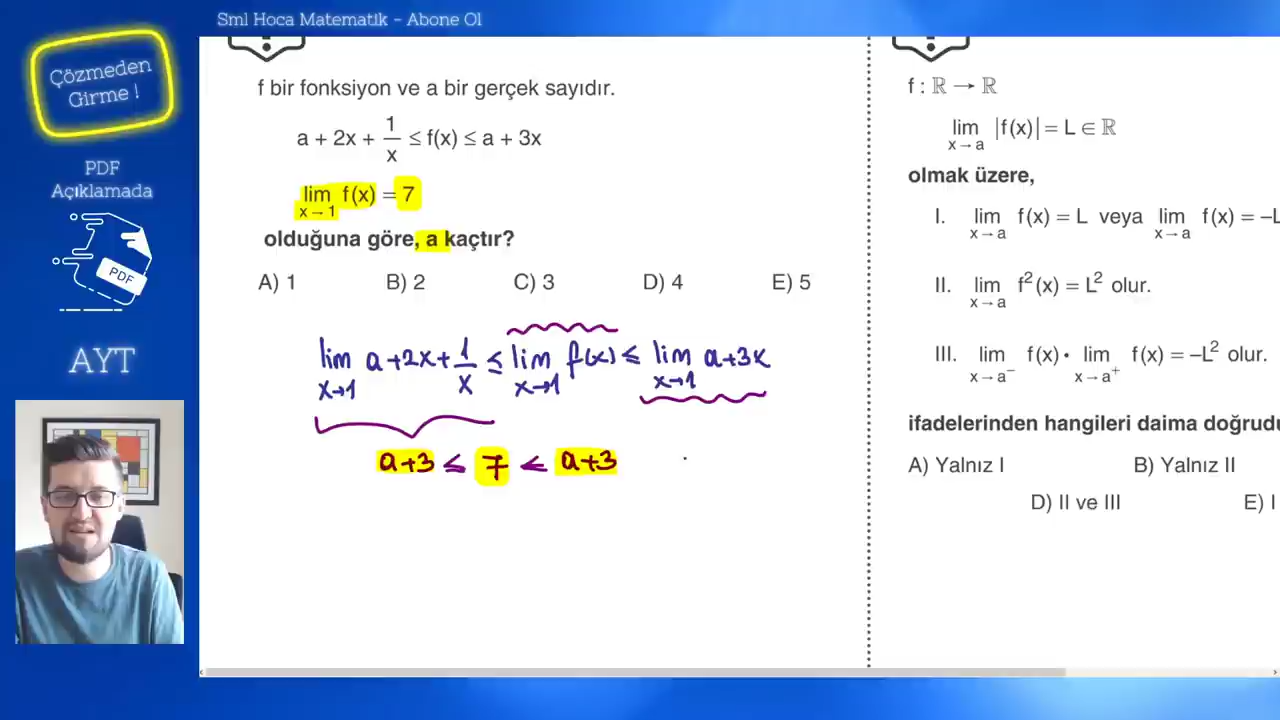 Sml Hoca Matematik - Abone Ol
Çözmeden
Girme !
PDF
Açıklamada
PDF
AYT
f bir fonksiyon ve a bir gerçek sayıdır.
a + 2x + 1/x ≤ f(x) ≤ a + 3x
lim x→1 f(x) = 7
olduğuna göre, a kaçtır?
A) 1 B) 2 C) 3 D) 4 E) 5
lim x→1 a+2x+1/x ≤ lim x→1 f(x) ≤ lim x→1 a+3x
a+3 ≤ 7 ≤ a+3
f : ℝ → ℝ
lim x→a |f(x)| = L ∈ ℝ
olmak üzere,
I. lim x→a f(x) = L veya lim x→a f(x) = –L
II. lim x→a f²(x) = L² olur.
III. lim x→a⁻ f(x) • lim x→a⁺ f(x) = –L² olur.
ifadelerinden hangileri daima doğrudu
A) Yalnız I B) Yalnız II
D) II ve III E) I